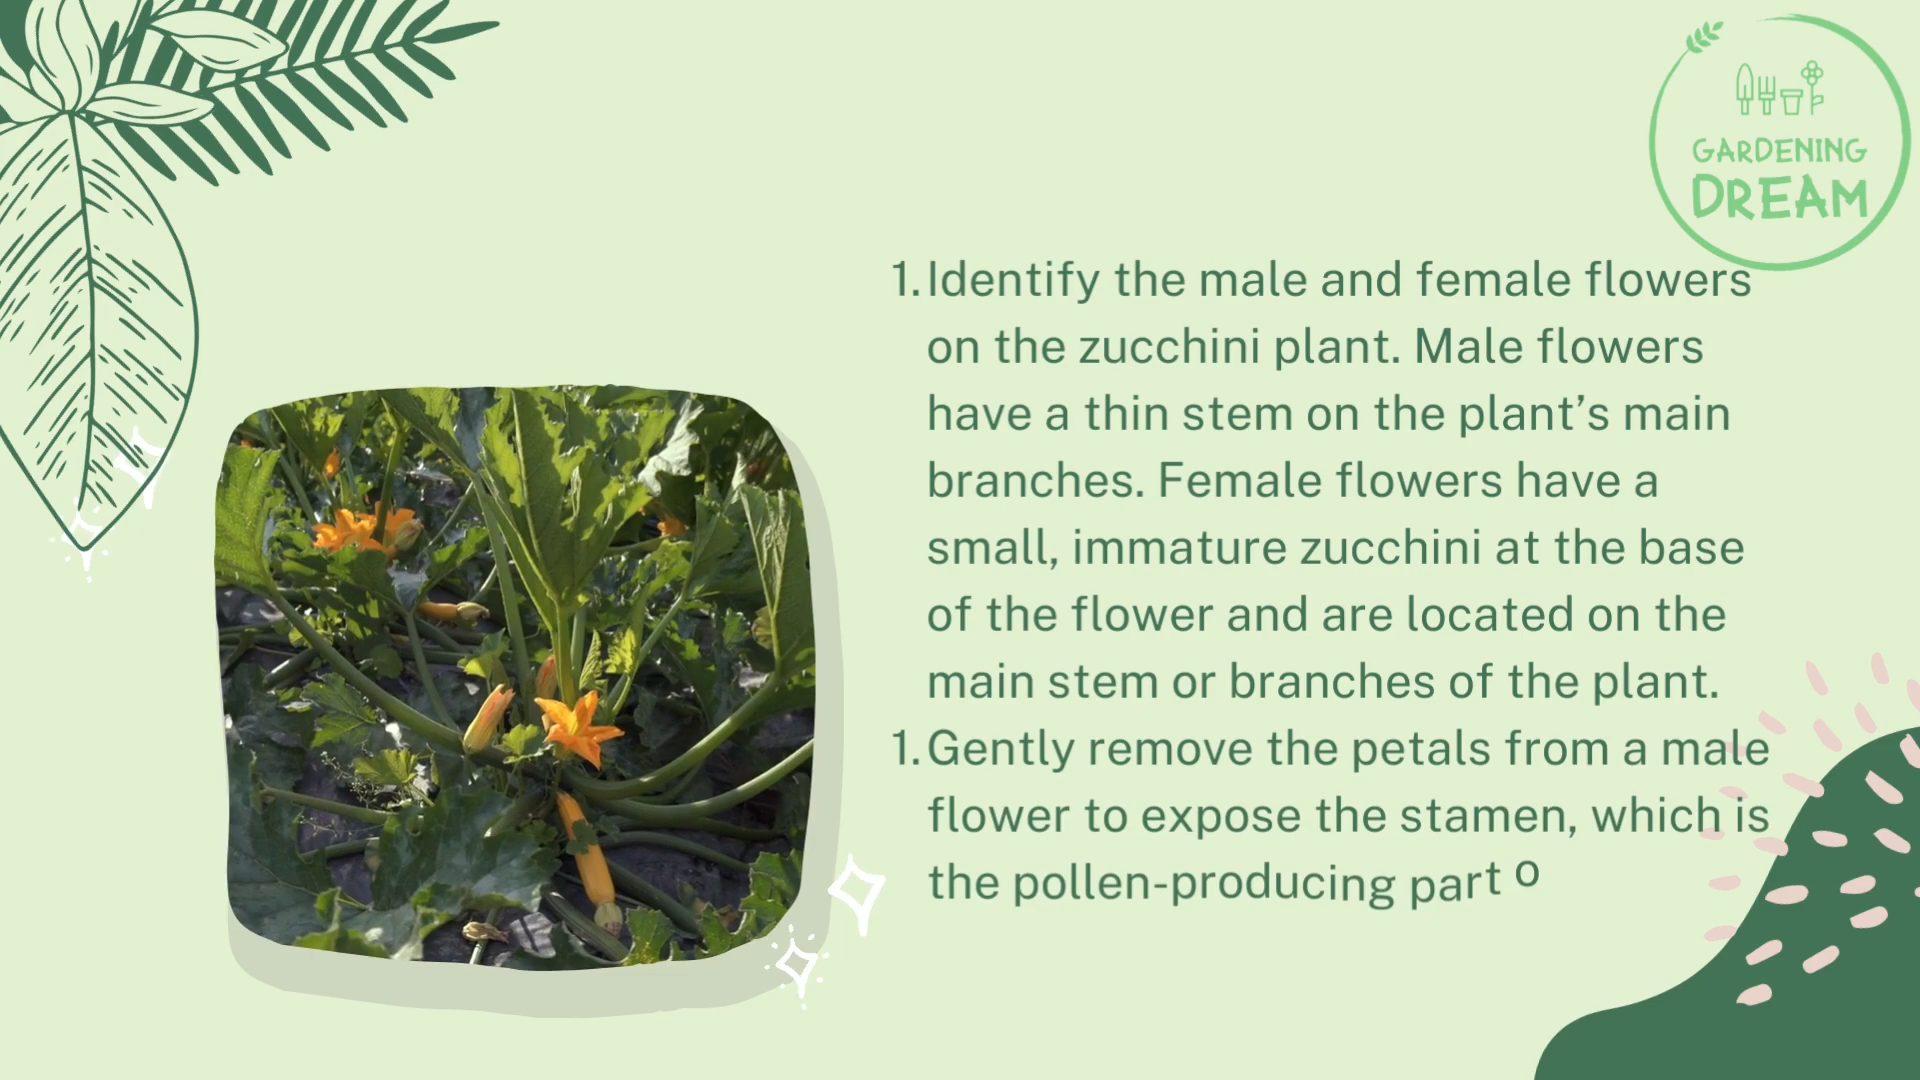 GARDENING
DREAM
1. Identify the male and female flowers
on the zucchini plant. Male flowers
have a thin stem on the plant’s main
branches. Female flowers have a
small, immature zucchini at the base
of the flower and are located on the
main stem or branches of the plant.
1. Gently remove the petals from a male
flower to expose the stamen, which is
the pollen-producing part o